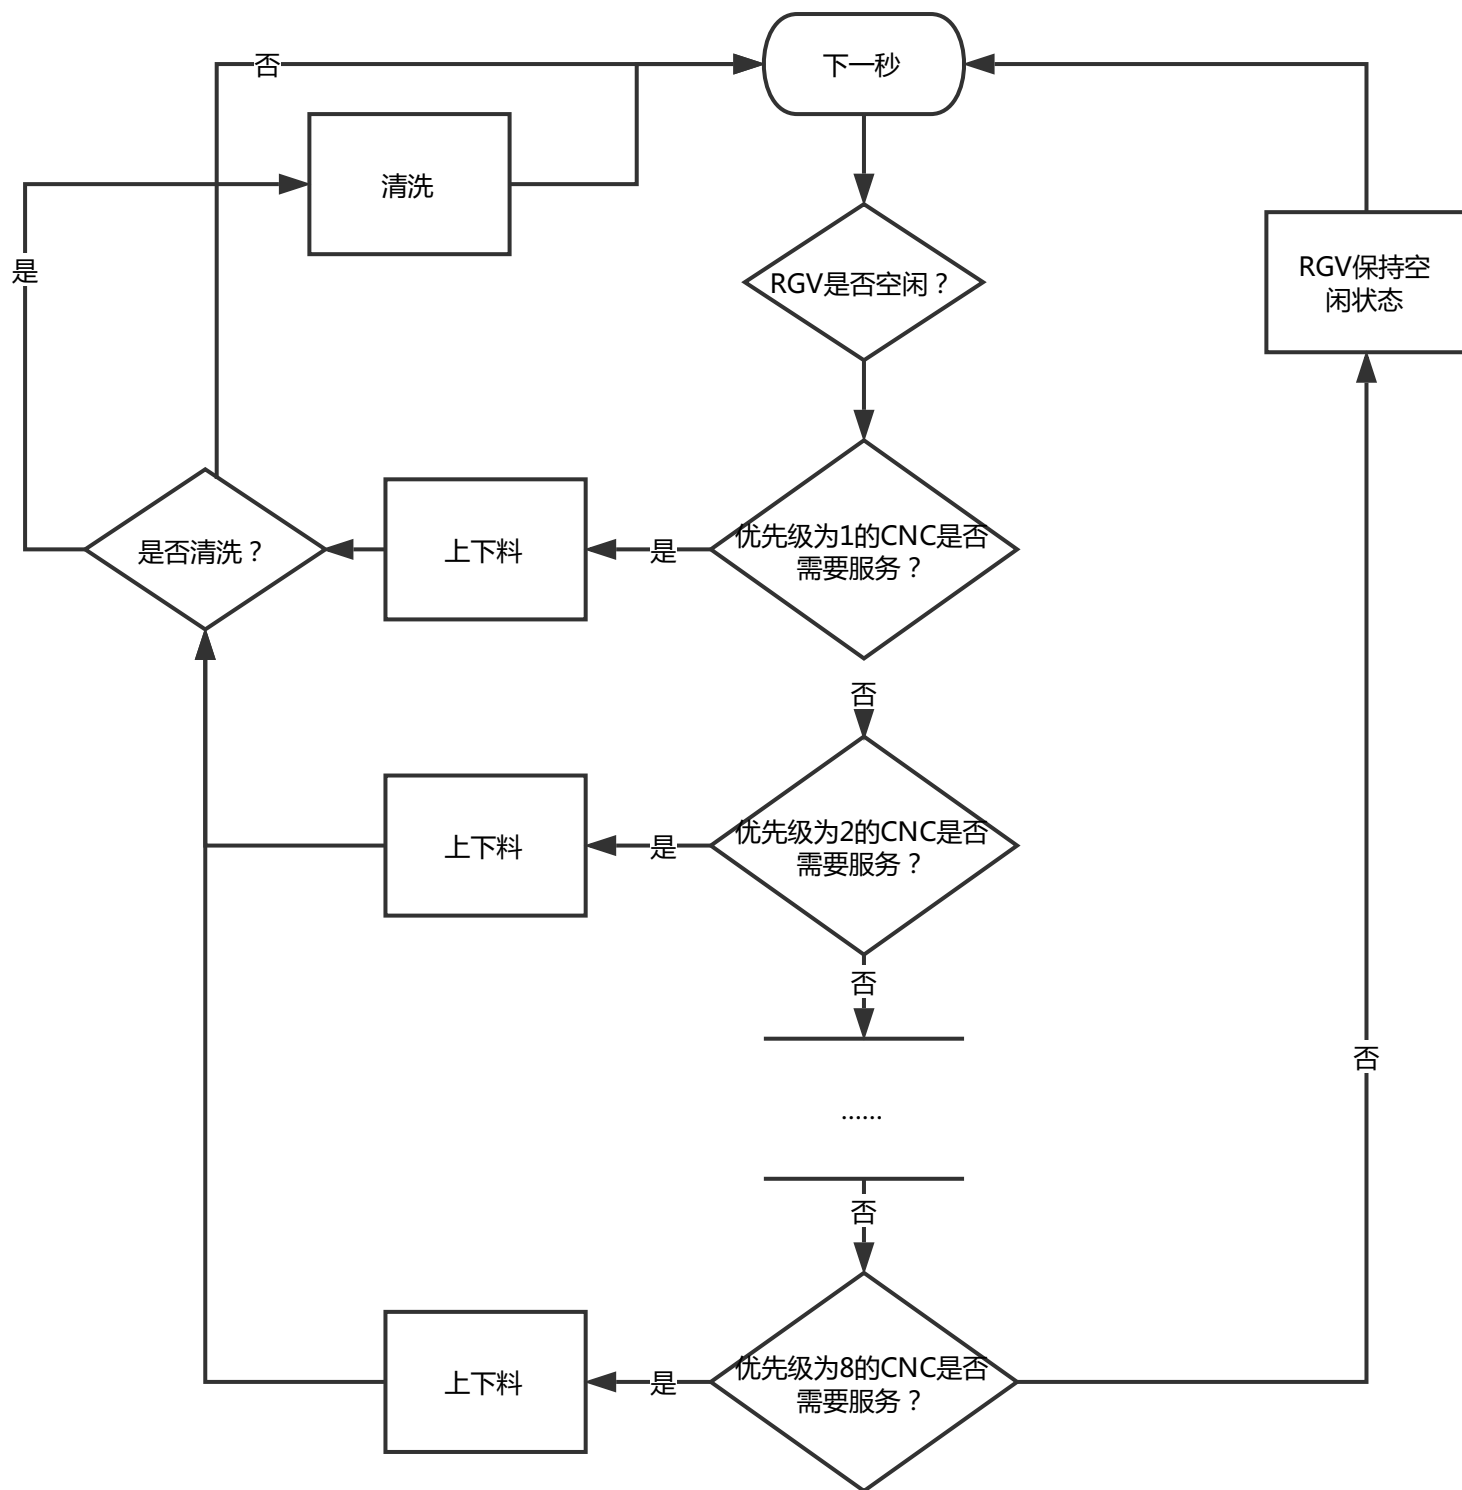 下一秒
否
清洗
是
RGV是否空闲？
RGV保持空
闲状态
优先级为1的CNC是否
需要服务？
是
上下料
是否清洗？
否
优先级为2的CNC是否
需要服务？
是
上下料
否
……
否
否
优先级为8的CNC是否
需要服务？
是
上下料